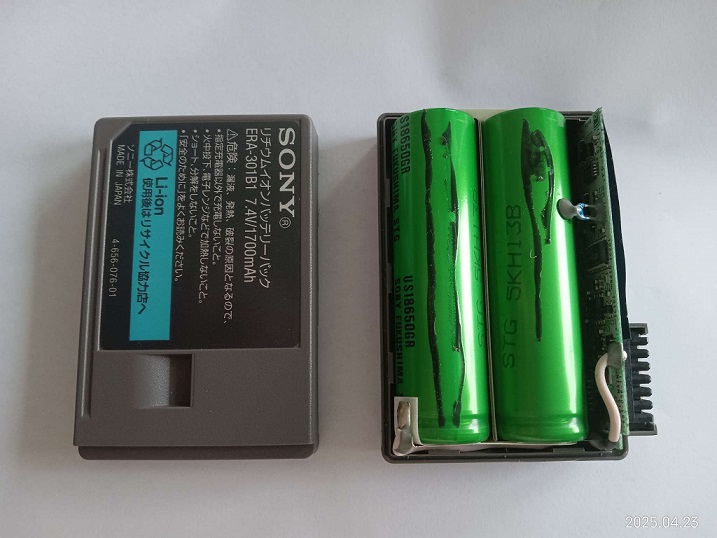 SONY®
リチウムイオンバッテリーパック
ERA-301B1 7.4V/1700mAh
⚠危険：漏液、発熱、破裂の原因となるので、
・指定充電器以外で充電しないこと。
・火中投下、電子レンジなどで加熱しないこと。
・ショート、分解をしないこと。
・「安全のために」をよくお読みください。
Li-ion
使用後はリサイクル協力店へ
ソニー株式会社
MADE IN JAPAN
4-656-076-01
US18650GR
FUKUSHIMA STG
US18650GR
SONY FUKUSHIMA
STG 5KH13B
2025.04.23